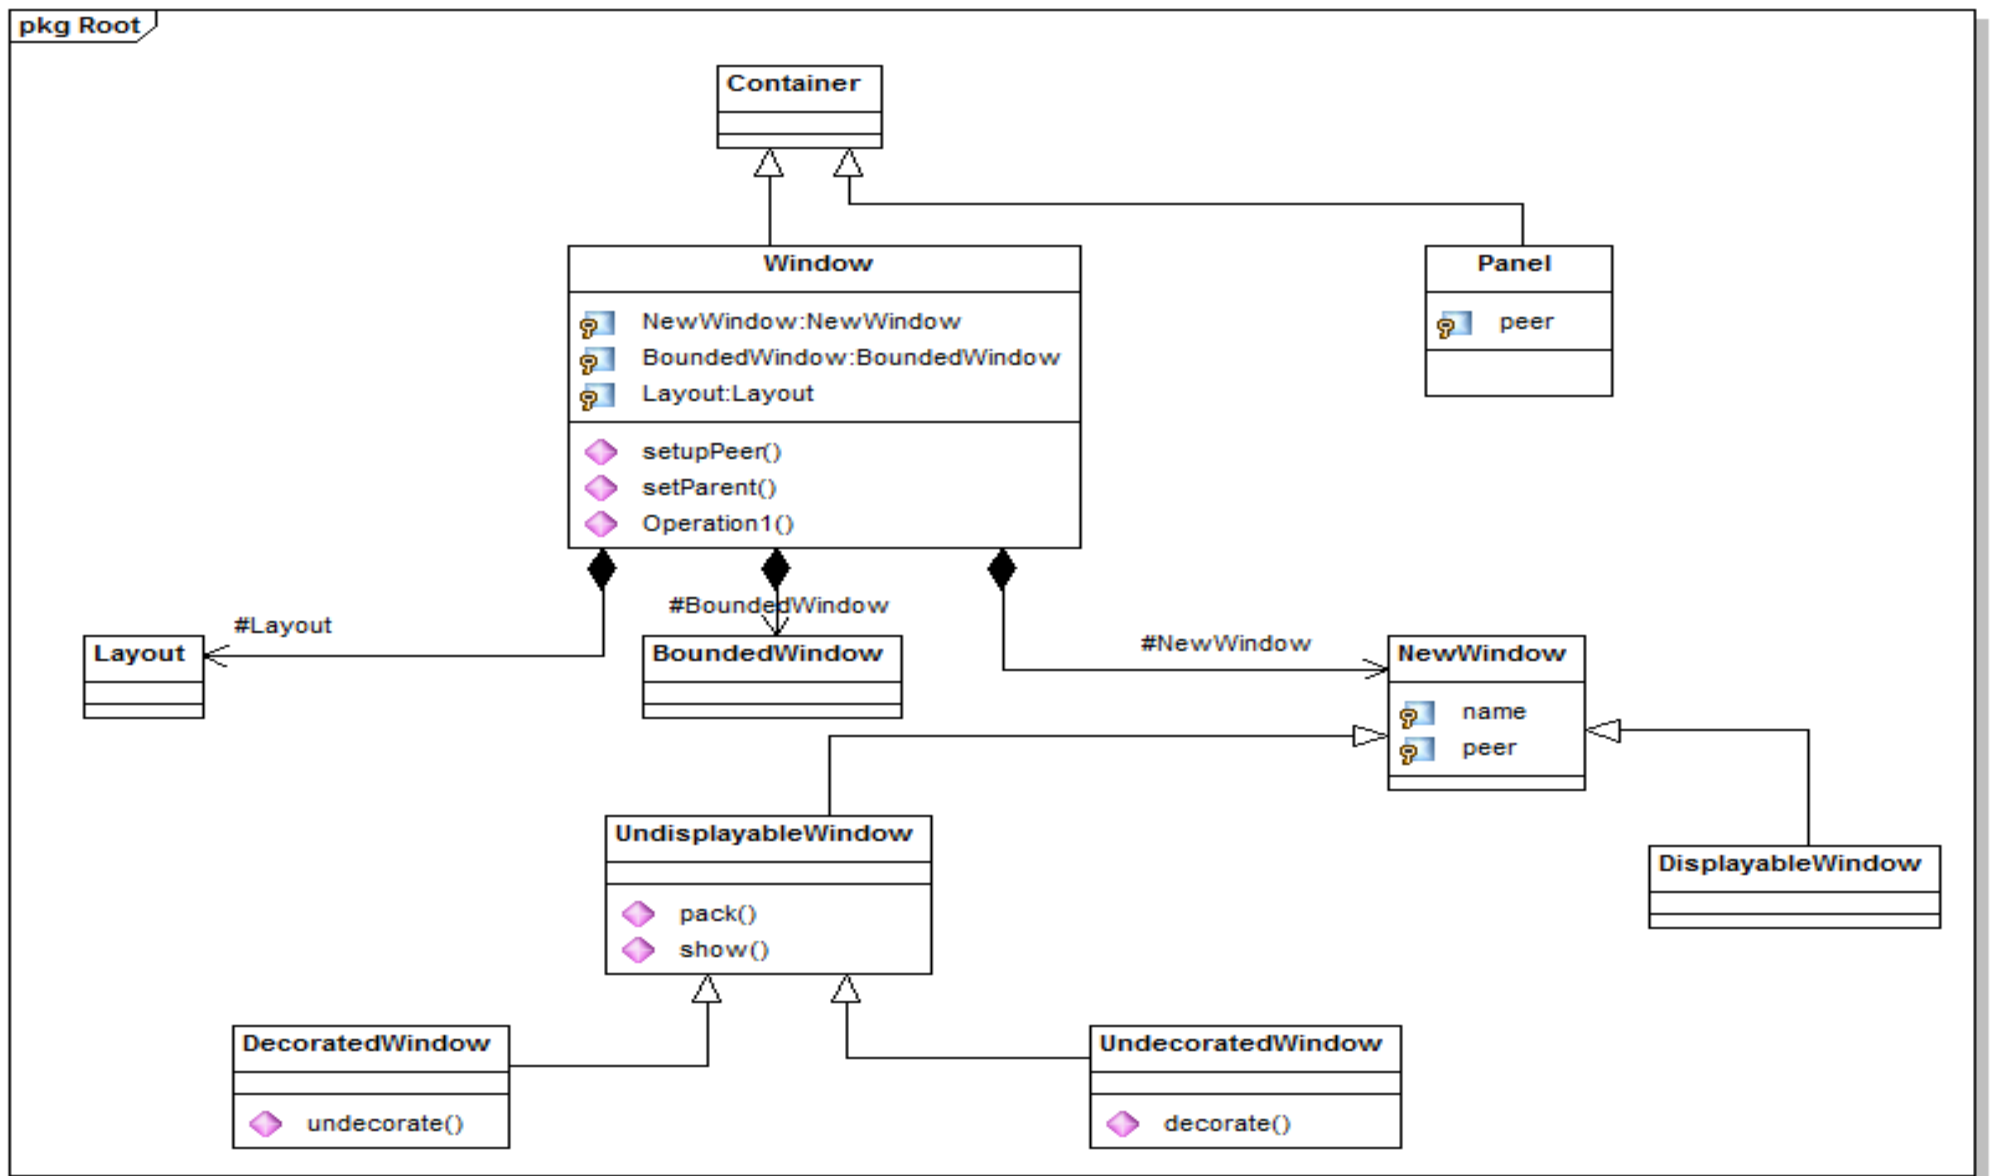 pkg Root
Container
Window
NewWindow:NewWindow
BoundedWindow:BoundedWindow
Layout:Layout
setupPeer()
setParent()
Operation1()
Panel
peer
#Layout
#BoundedWindow
#NewWindow
Layout
BoundedWindow
NewWindow
name
peer
UndisplayableWindow
pack()
show()
DisplayableWindow
DecoratedWindow
undecorate()
UndecoratedWindow
decorate()